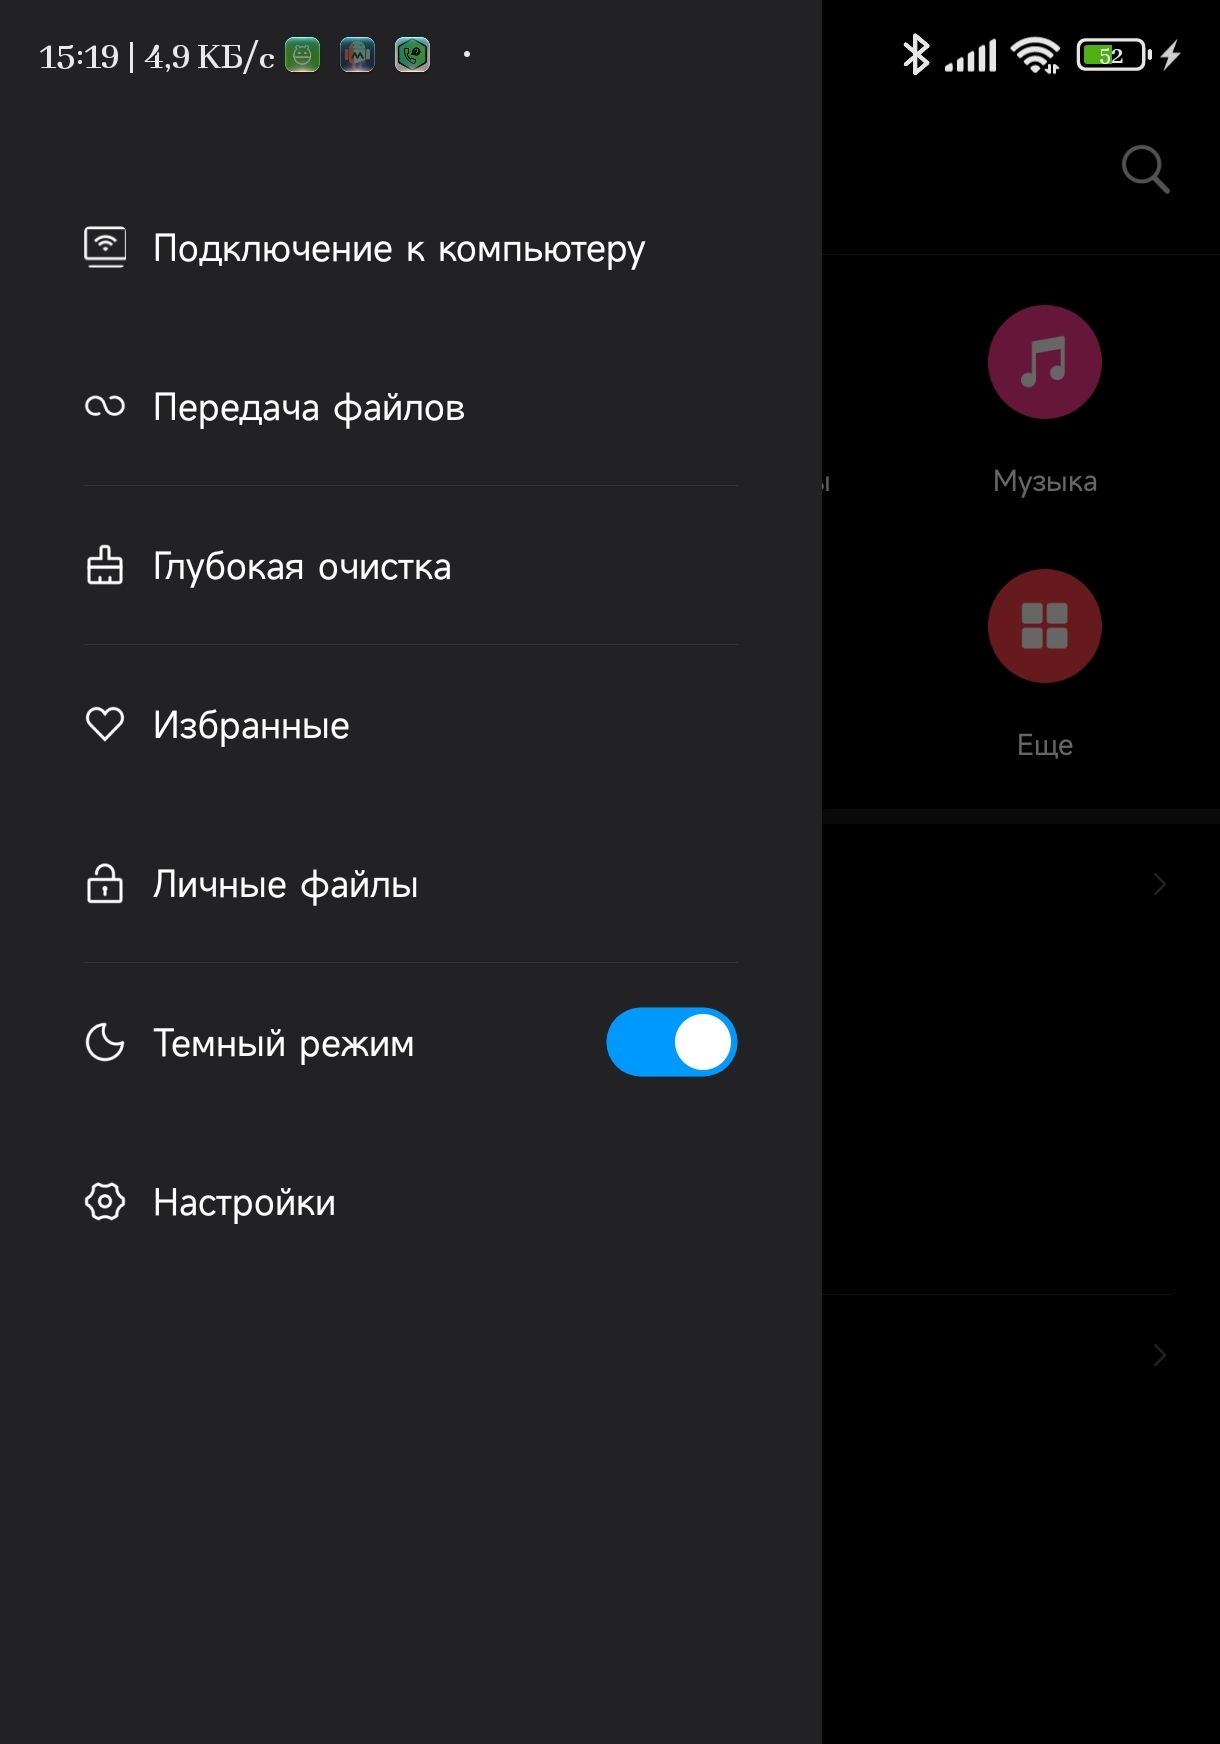 15:19 | 4,9 КБ/с
52
Подключение к компьютеру
Передача файлов
Музыка
Глубокая очистка
Избранные
Еще
Личные файлы
Темный режим
Настройки